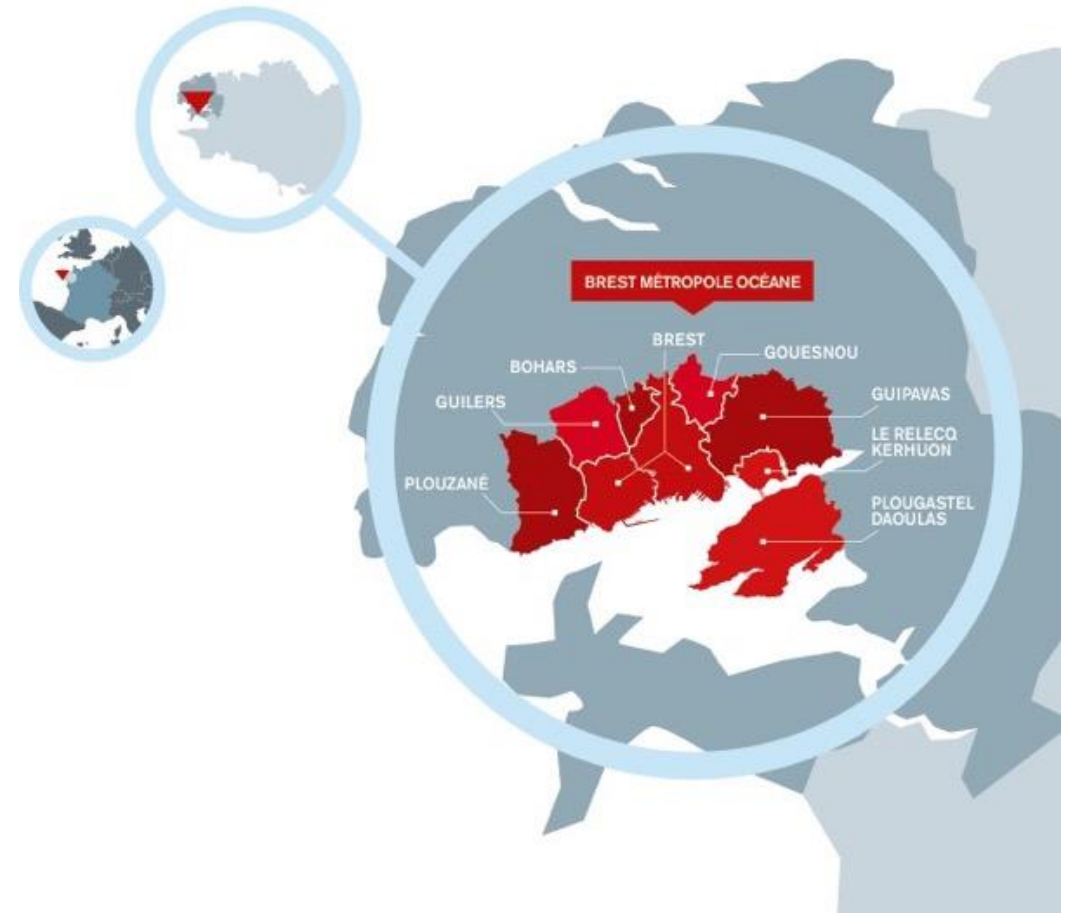 BREST MÉTROPOLE OCÉANE
BREST
GOUESNOU
BOHARS
GUILERS
GUIPAVAS
LE RELECQ
KERHUON
PLOUZANÉ
PLOUGASTEL
DAOULAS